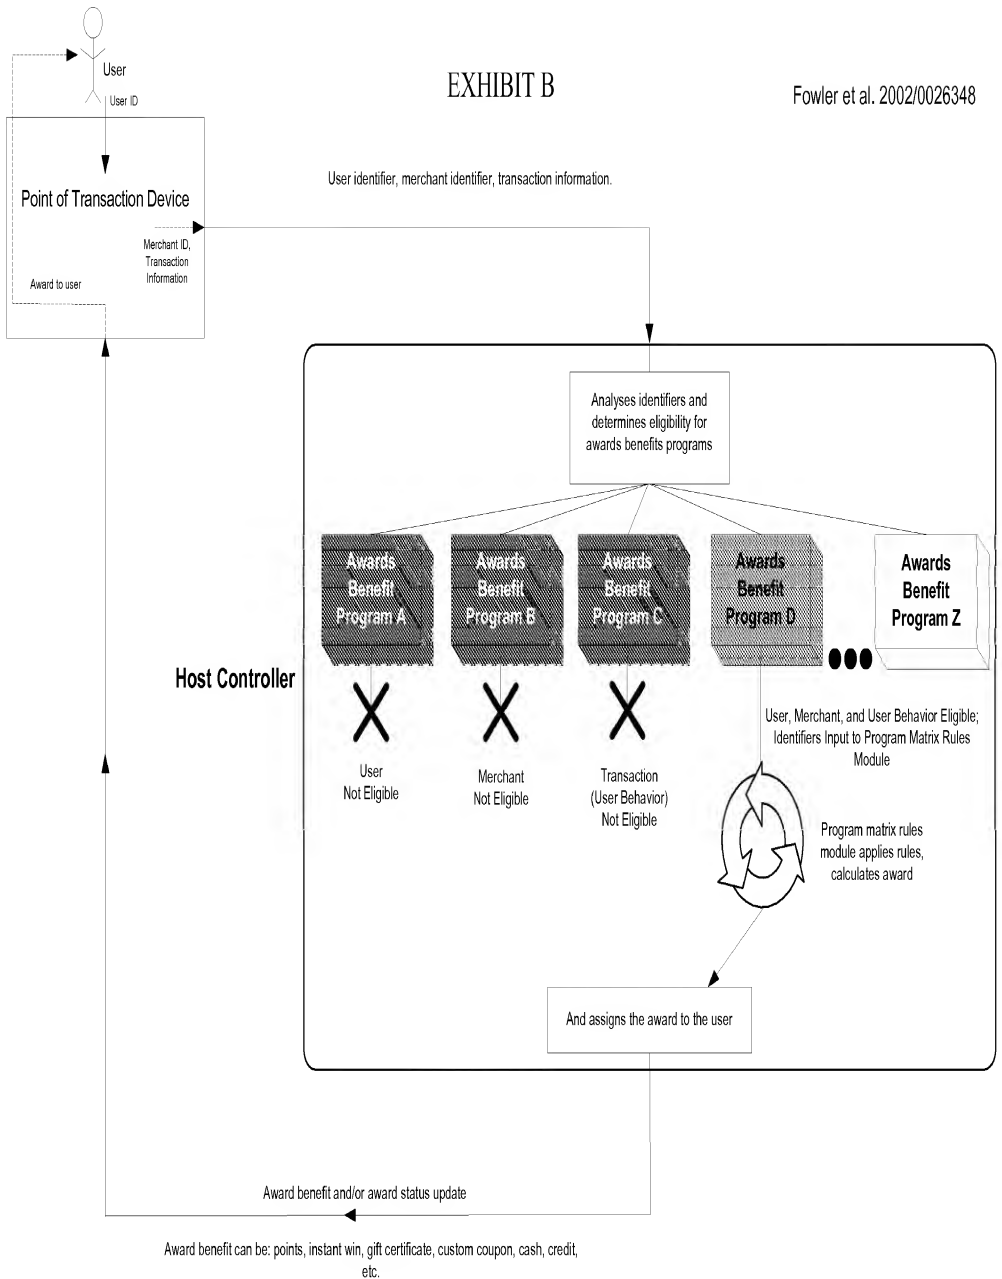 EXHIBIT B
Fowler et al. 2002/0026348
User
User ID
Point of Transaction Device
Merchant ID,
Transaction
Information
Award to user
User identifier, merchant identifier, transaction information.
Analyses identifiers and
determines eligibility for
awards benefits programs
Awards
Benefit
Program A
Awards
Benefit
Program B
Awards
Benefit
Program C
Awards
Benefit
Program D
Awards
Benefit
Program Z
Host Controller
User
Not Eligible
Merchant
Not Eligible
Transaction
(User Behavior)
Not Eligible
User, Merchant, and User Behavior Eligible;
Identifiers Input to Program Matrix Rules
Module
Program matrix rules
module applies rules,
calculates award
And assigns the award to the user
Award benefit and/or award status update
Award benefit can be: points, instant win, gift certificate, custom coupon, cash, credit,
etc.